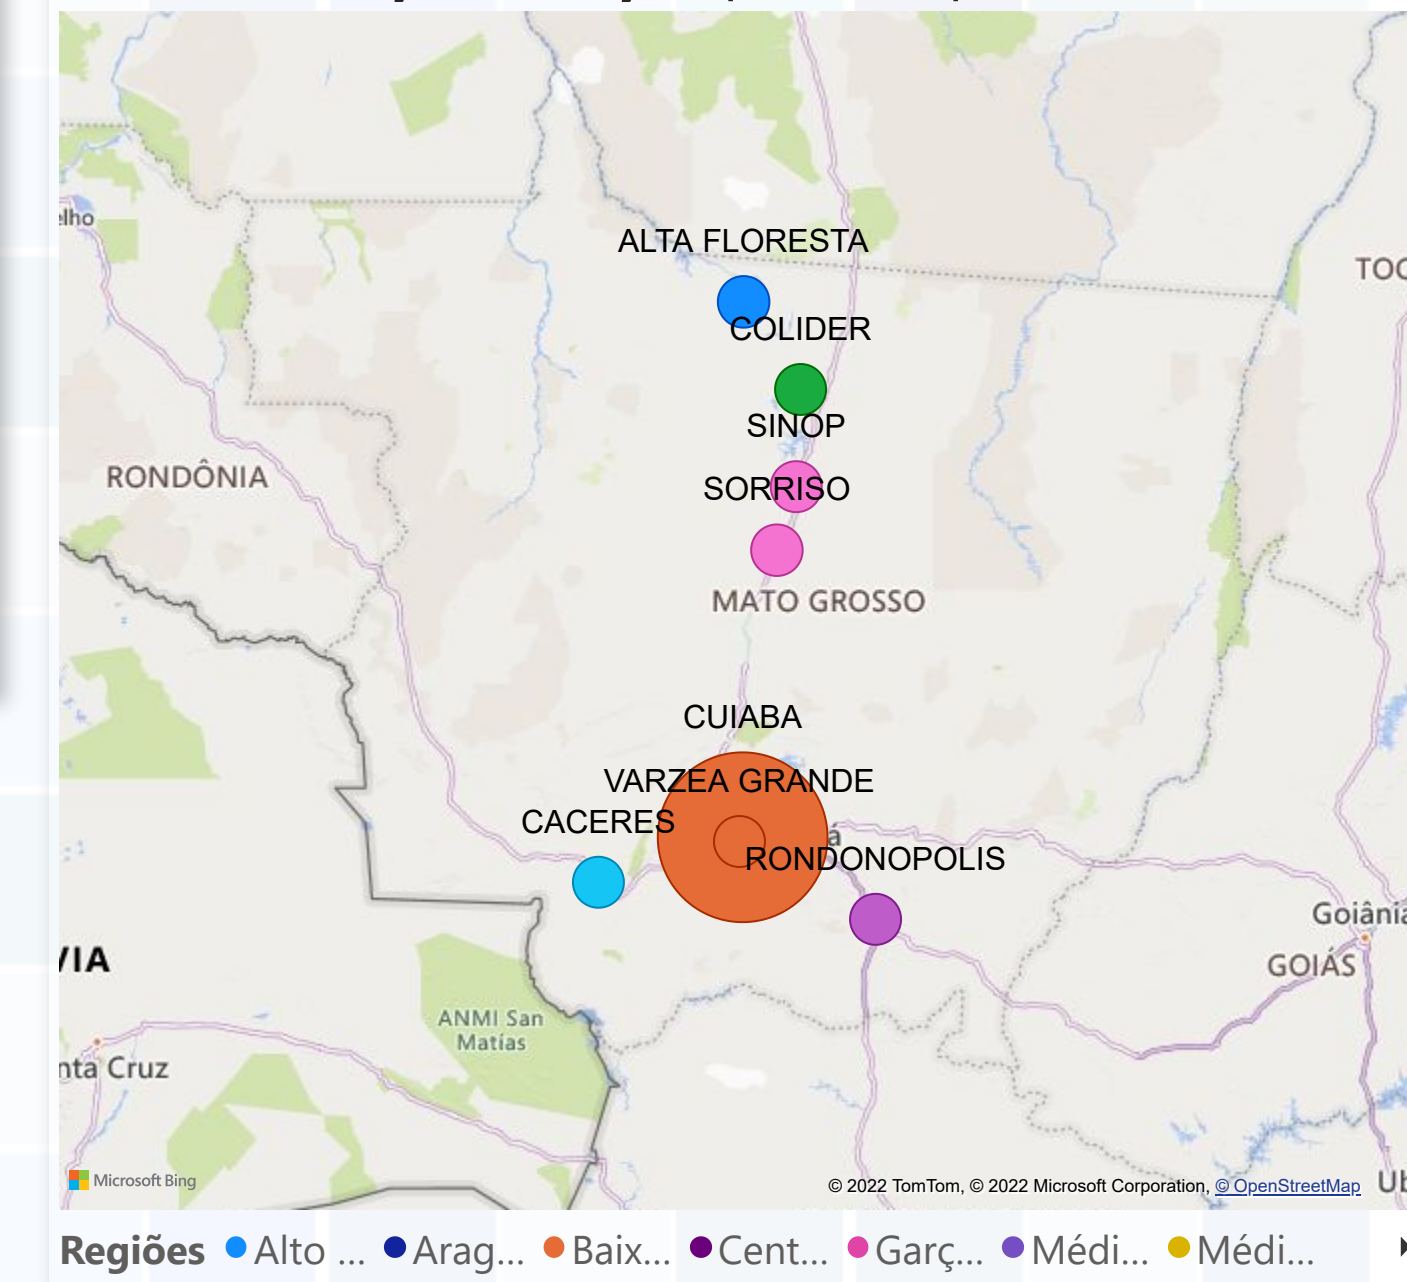 elho
ALTA FLORESTA
TOC
COLIDER
SINOP
RONDÔNIA
SORRISO
MATO GROSSO
CUIABA
VARZEA GRANDE
CACERES
á
RONDONOPOLIS
Goiânia
VIA
GOIÁS
ANMI San
Matías
nta Cruz
Microsoft Bing
© 2022 TomTom, © 2022 Microsoft Corporation, © OpenStreetMap
Ub
Regiões Alto ... Arag... Baix... Cent... Garç... Médi... Médi...